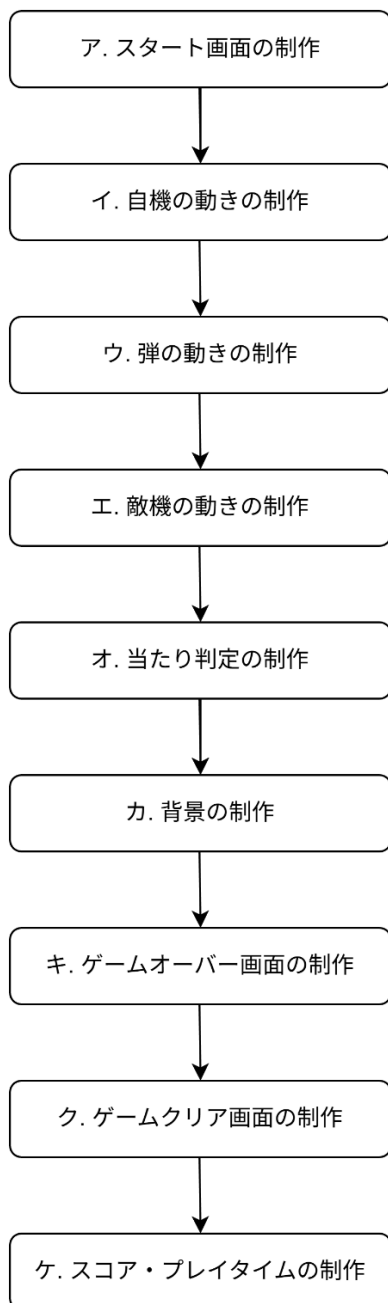 ア. スタート画面の制作
イ. 自機の動きの制作
ウ. 弾の動きの制作
エ. 敵機の動きの制作
オ. 当たり判定の制作
カ. 背景の制作
キ. ゲームオーバー画面の制作
ク. ゲームクリア画面の制作
ケ. スコア・プレイタイムの制作